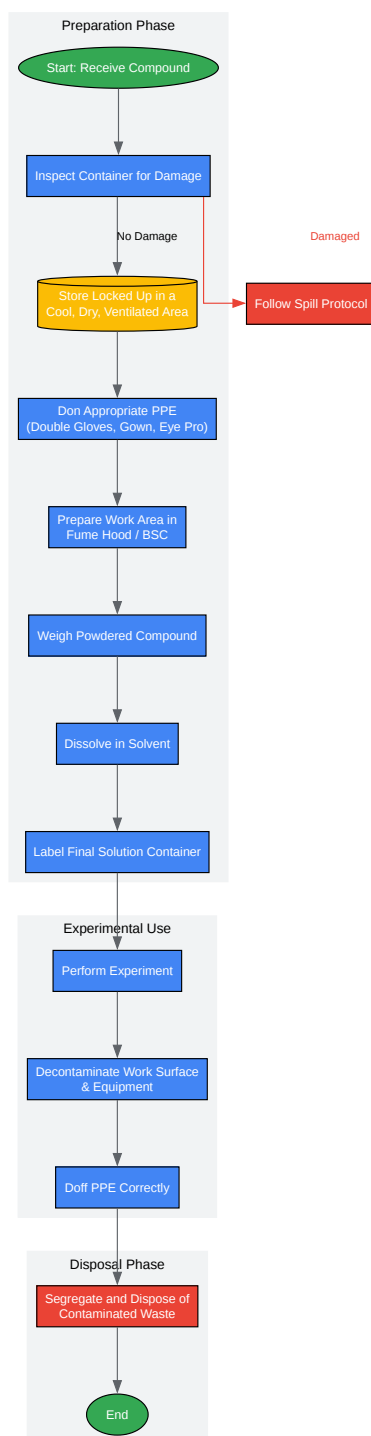 Preparation Phase
Start: Receive Compound
Inspect Container for Damage
No Damage
Damaged
Store Locked Up in a
Cool, Dry, Ventilated Area
Follow Spill Protocol
Don Appropriate PPE
(Double Gloves, Gown, Eye Pro)
Prepare Work Area in
Fume Hood / BSC
Weigh Powdered Compound
Dissolve in Solvent
Label Final Solution Container
Experimental Use
Perform Experiment
Decontaminate Work Surface
& Equipment
Doff PPE Correctly
Disposal Phase
Segregate and Dispose of
Contaminated Waste
End